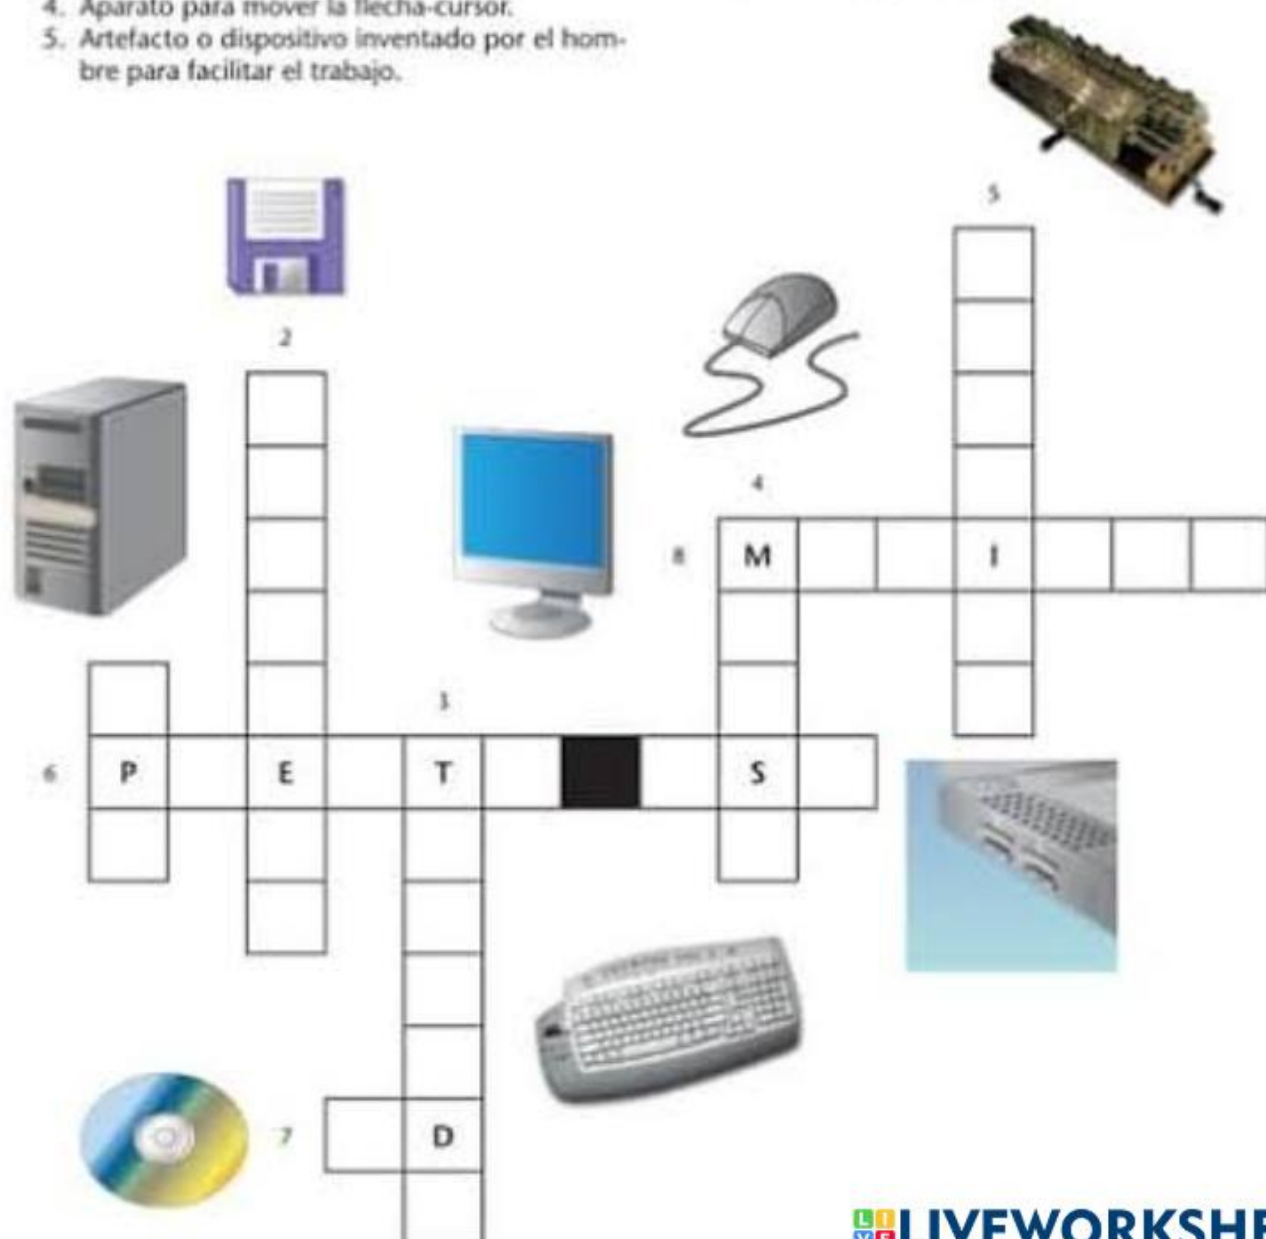 4. Aparato para mover la flecha-cursor.
5. Artefacto o dispositivo inventado por el hom-
bre para facilitar el trabajo.
5
2
4
8 M I
3
6 P E T S
7 D